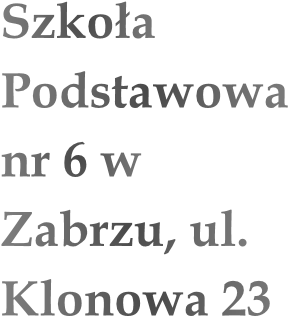 Szkoła
Podstawowa
nr 6 w
Zabrzu, ul.
Klonowa 23